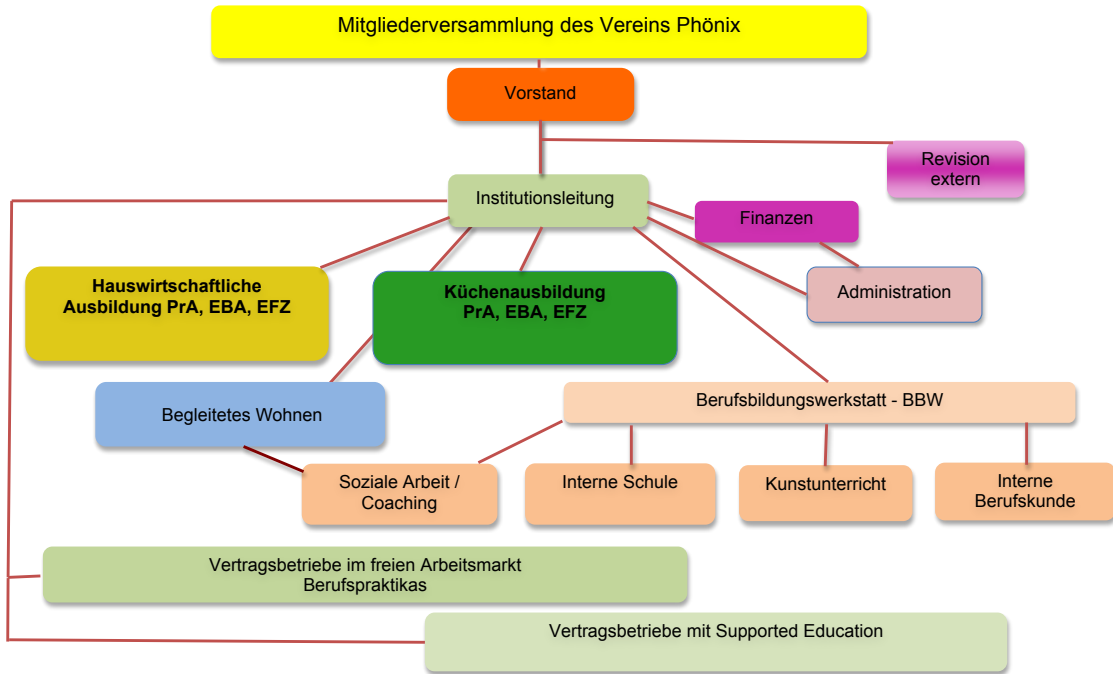 Mitgliederversammlung des Vereins Phönix
Vorstand
Revision
extern
Institutionsleitung
Finanzen
Hauswirtschaftliche
Ausbildung PrA, EBA, EFZ
Küchenausbildung
PrA, EBA, EFZ
Administration
Begleitetes Wohnen
Berufsbildungswerkstatt - BBW
Soziale Arbeit /
Coaching
Interne Schule
Kunstunterricht
Interne
Berufskunde
Vertragsbetriebe im freien Arbeitsmarkt
Berufspraktikas
Vertragsbetriebe mit Supported Education